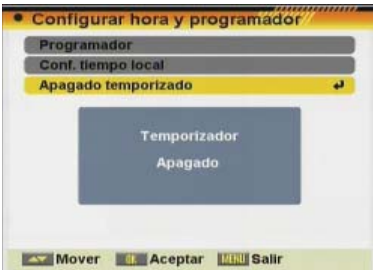 Configurar hora y programador
Programador
Conf. tiempo local
Apagado temporizado
Temporizador
Apagado
Mover OK Aceptar MENU Salir